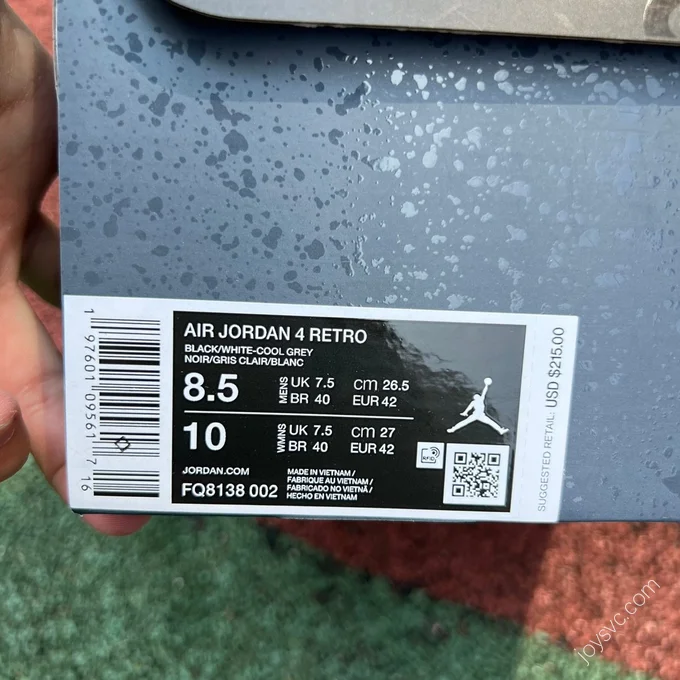 AIR JORDAN 4 RETRO
BLACK/WHITE-COOL GREY
NOIR/GRIS CLAIR/BLANC
8.5 MENS UK 7.5 cm 26.5
BR 40 EUR 42
10 WMNS UK 7.5 cm 27
BR 40 EUR 42
JORDAN.COM
FQ8138 002
MADE IN VIETNAM /
FABRIQUE AU VIETNAM /
FABRICADO NO VIETNÃ /
HECHO EN VIETNAM
RFID
SUGGESTED RETAIL: USD $215.00
1 97601 09561 7 16
joysvc.com